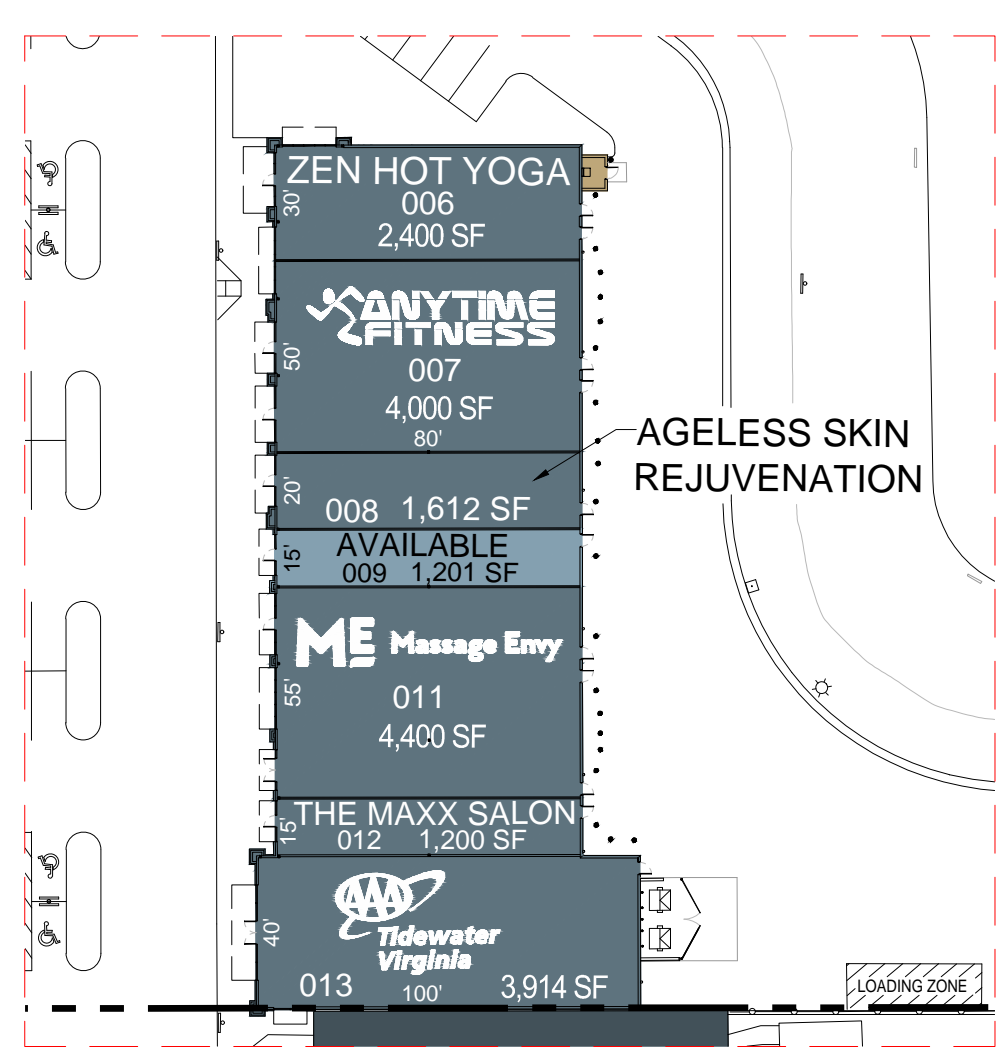 ZEN HOT YOGA
006
30'
2,400 SF
ANYTIME
FITNESS
50'
007
4,000 SF
80'
AGELESS SKIN
REJUVENATION
20'
008 1,612 SF
AVAILABLE
15'
009 1,201 SF
ME Massage Envy
55'
011
4,400 SF
THE MAXX SALON
15'
012 1,200 SF
AAA
40'
Tidewater
Virginia
013 100' 3,914 SF
LOADING ZONE